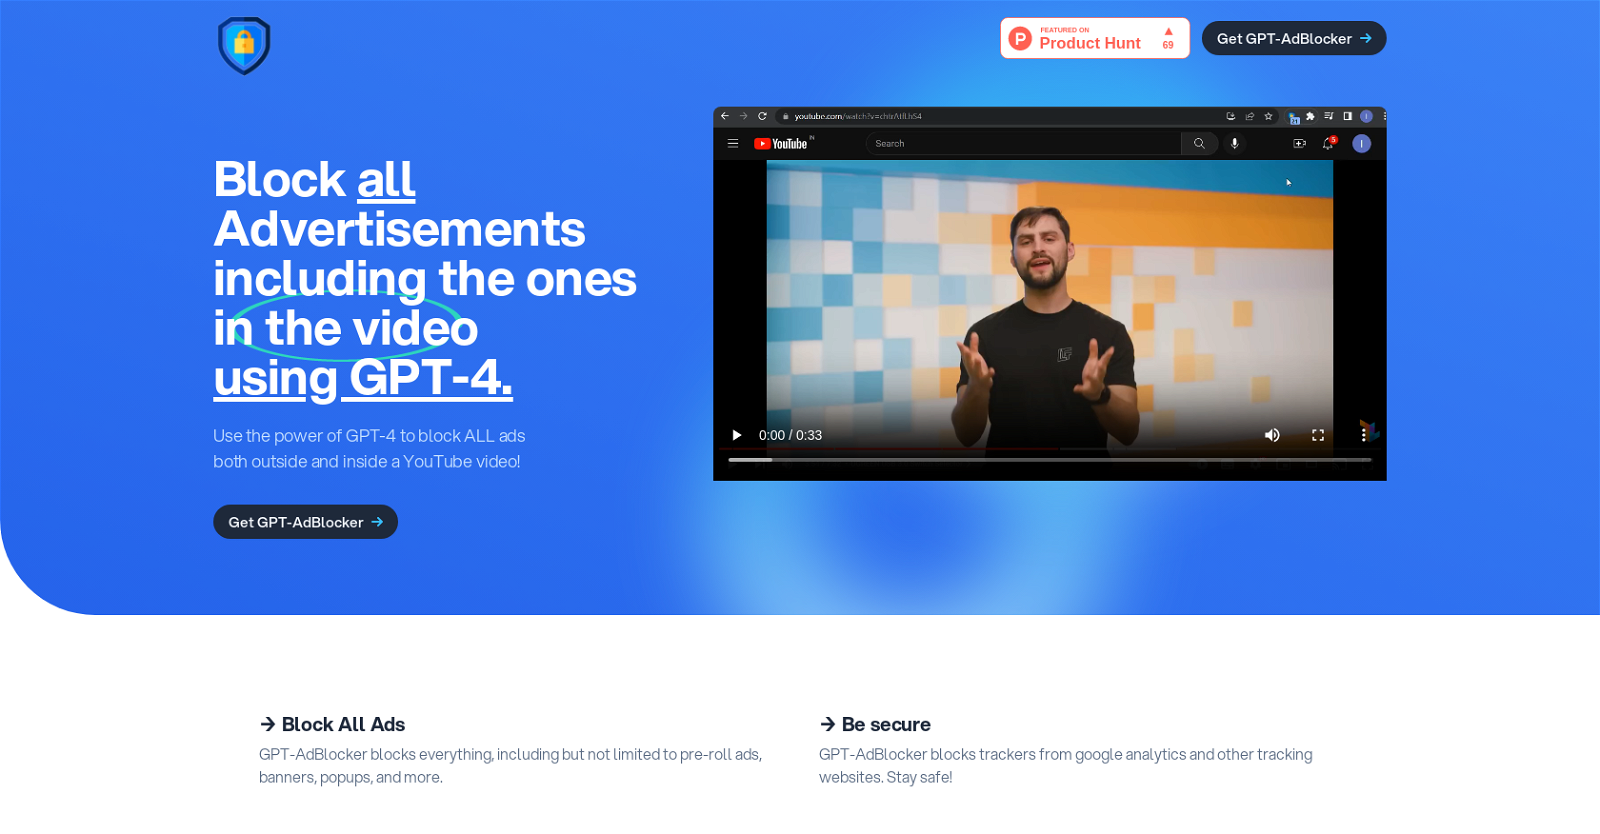 FEATURED ON
Product Hunt
69
Get GPT-AdBlocker
Block all
Advertisements
including the ones
in the video
using GPT-4.
Use the power of GPT-4 to block ALL ads
both outside and inside a YouTube video!
Get GPT-AdBlocker
YouTube
IN
Search
5
I
LF
0:00 / 0:33
Block All Ads
GPT-AdBlocker blocks everything, including but not limited to pre-roll ads,
banners, popups, and more.
Be secure
GPT-AdBlocker blocks trackers from google analytics and other tracking
websites. Stay safe!